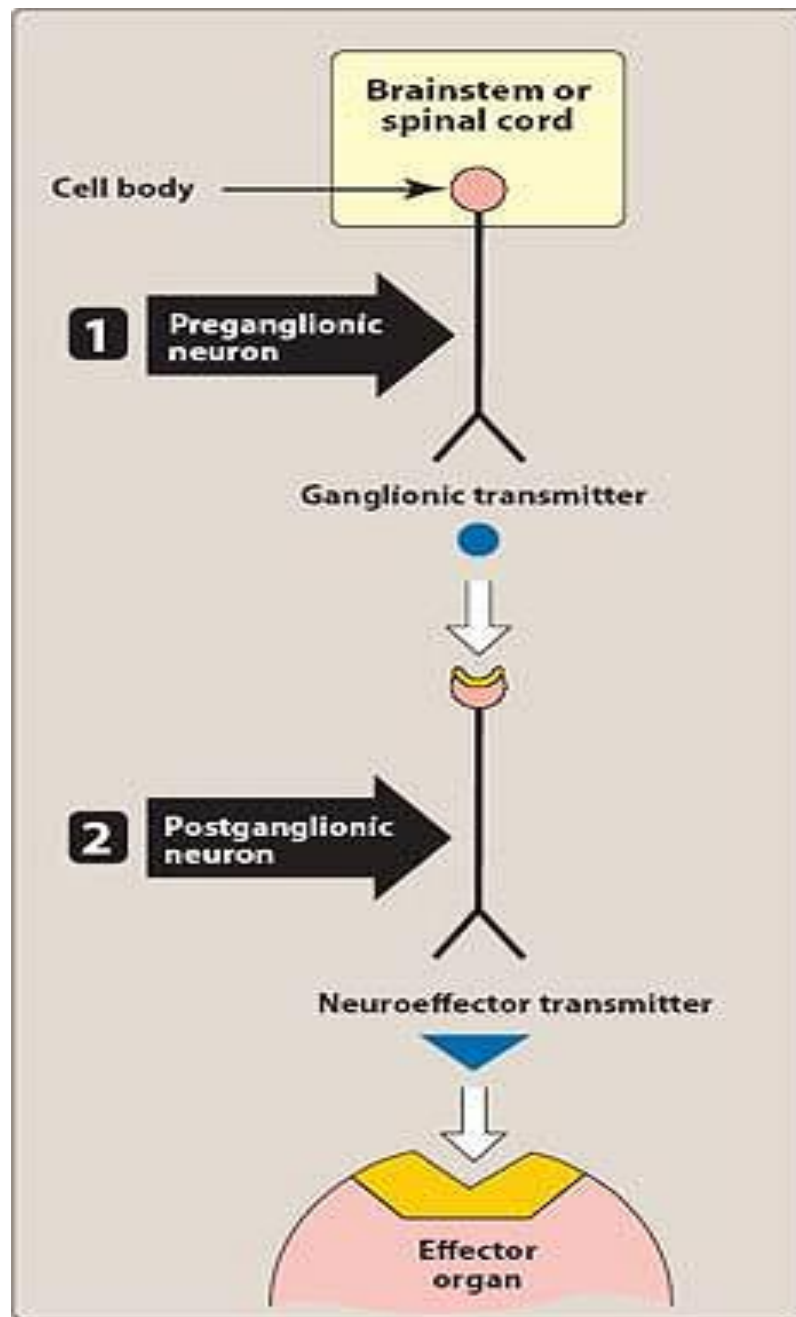 Brainstem or
spinal cord
Cell body
1
Preganglionic
neuron
Ganglionic transmitter
2
Postganglionic
neuron
Neuroeffector transmitter
Effector
organ